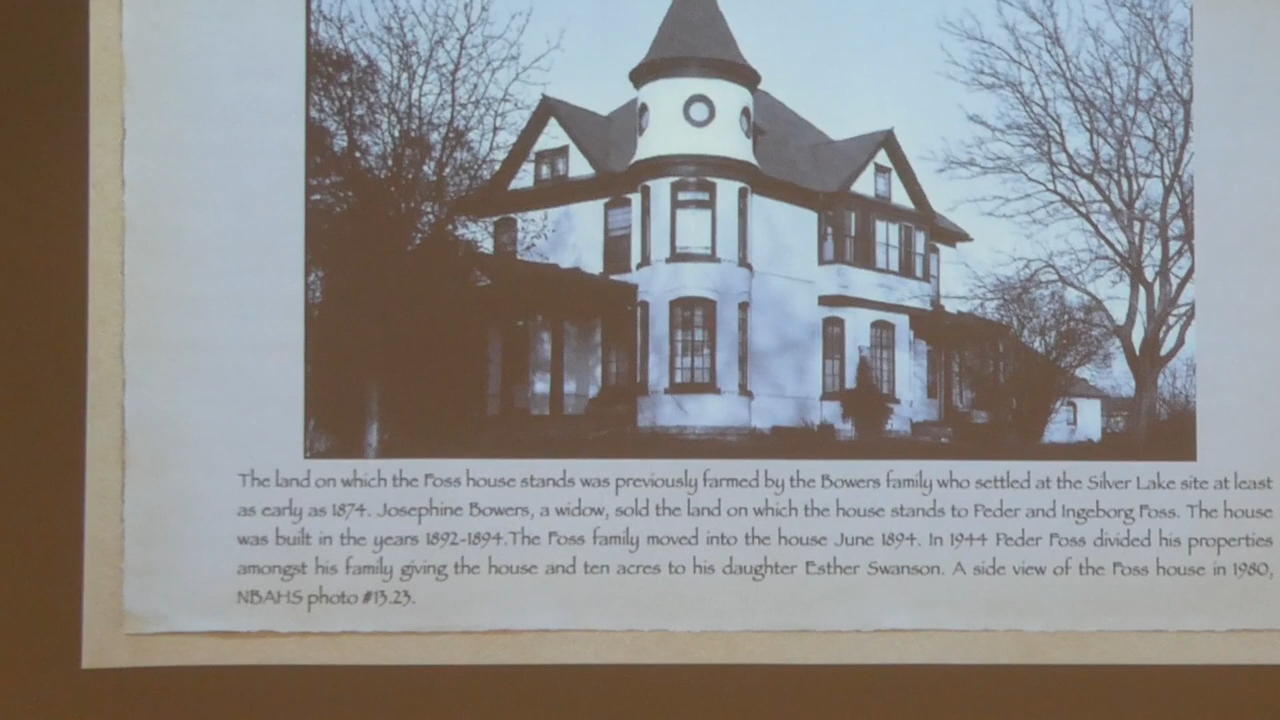 The land on which the Foss house stands was previously farmed by the Bowers family who settled at the Silver Lake site at least
as early as 1874. Josephine Bowers, a widow, sold the land on which the house stands to Peder and Ingeborg Foss. The house
was built in the years 1892-1894.The Foss family moved into the house June 1894. In 1944 Peder Foss divided his properties
amongst his family giving the house and ten acres to his daughter Esther Swanson. A side view of the Foss house in 1980,
NBAHS photo #13.23.